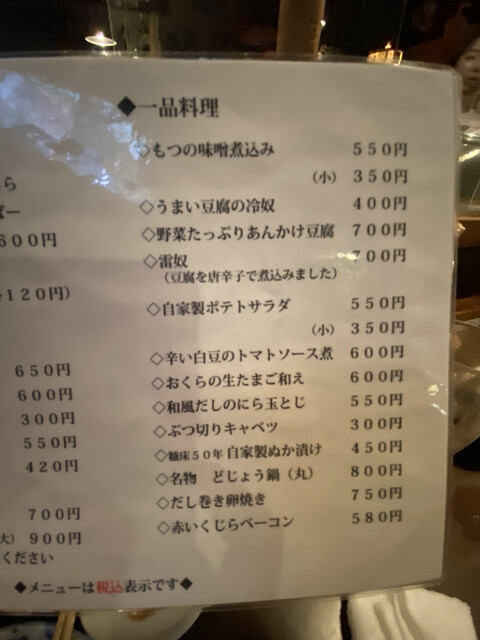 ◆一品料理
◇もつの味噌煮込み 550円
(小) 350円
◇うまい豆腐の冷奴 400円
◇野菜たっぷりあんかけ豆腐 700円
◇雷奴 700円
(豆腐を唐辛子で煮込みました)
◇自家製ポテトサラダ 550円
(小) 350円
◇辛い白豆のトマトソース煮 600円
◇おくらの生たまご和え 600円
◇和風だしのにら玉とじ 550円
◇ぶつ切りキャベツ 300円
◇糠床50年 自家製ぬか漬け 450円
◇名物 どじょう鍋(丸) 800円
◇だし巻き卵焼き 750円
◇赤いくじらベーコン 580円
ら
ー
600円
120円)
650円
600円
300円
550円
420円
700円
大) 900円
ください
◆メニューは税込表示です◆